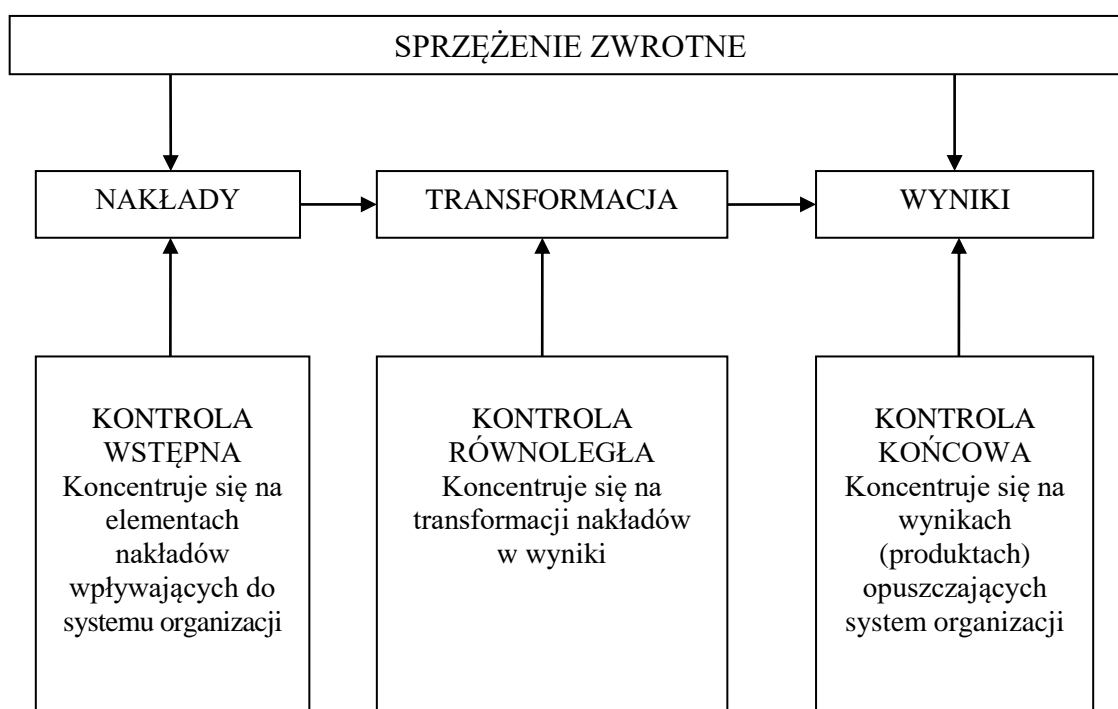 SPRZĘŻENIE ZWROTNE
NAKŁADY
TRANSFORMACJA
WYNIKI
KONTROLA
WSTĘPNA
Koncentruje się na
elementach
nakładów
wpływających do
systemu organizacji
KONTROLA
RÓWNOLEGŁA
Koncentruje się na
transformacji nakładów
w wyniki
KONTROLA
KOŃCOWA
Koncentruje się na
wynikach
(produktach)
opuszczających
system organizacji